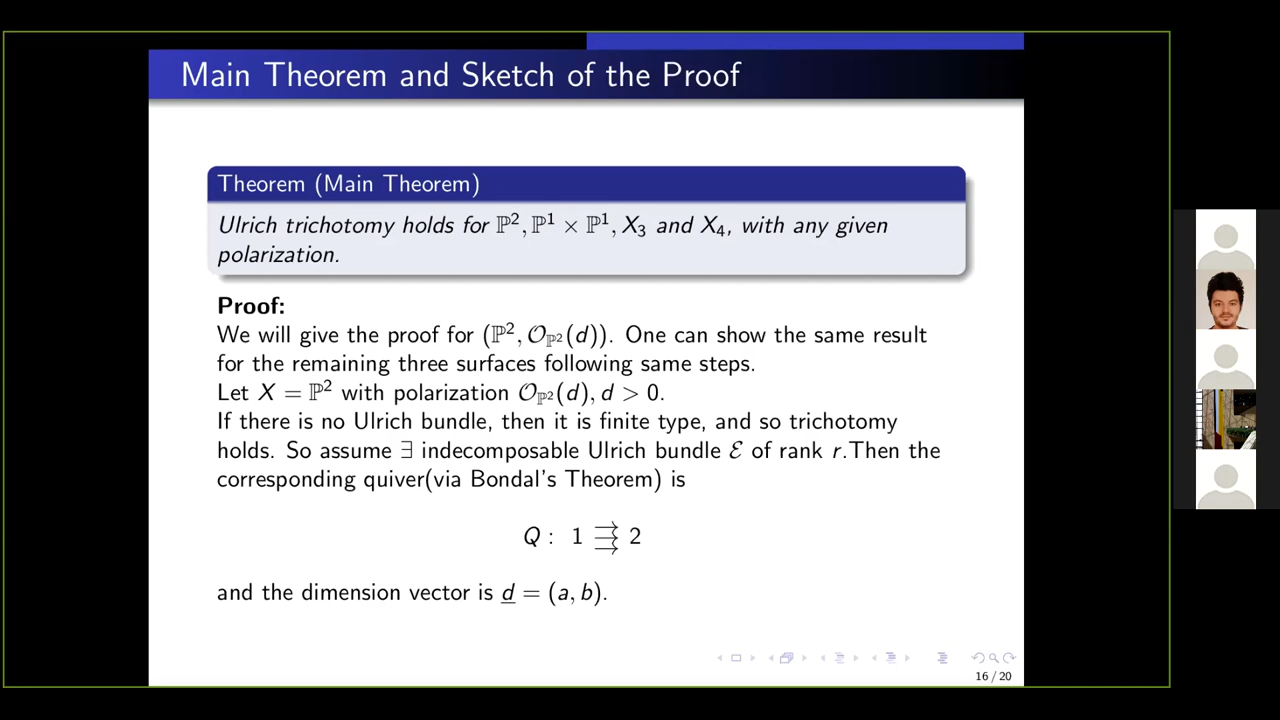 Main Theorem and Sketch of the Proof
Theorem (Main Theorem)
Ulrich trichotomy holds for ℙ², ℙ¹ × ℙ¹, X₃ and X₄, with any given
polarization.
Proof:
We will give the proof for (ℙ², 𝒪_ℙ²(d)). One can show the same result
for the remaining three surfaces following same steps.
Let X = ℙ² with polarization 𝒪_ℙ²(d), d > 0.
If there is no Ulrich bundle, then it is finite type, and so trichotomy
holds. So assume ∃ indecomposable Ulrich bundle ℰ of rank r.Then the
corresponding quiver(via Bondal's Theorem) is
Q : 1 ⇶ 2
and the dimension vector is d = (a, b).
16 / 20